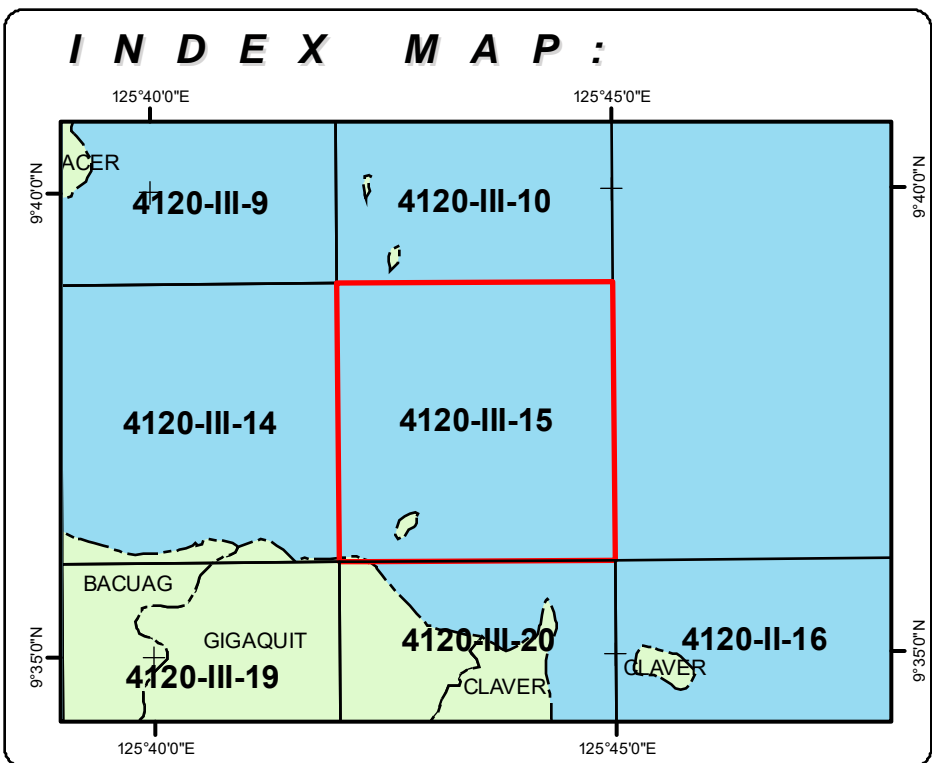 INDEX MAP:
125°40'0"E 125°45'0"E
ACER
9°40'0"N 9°40'0"N
4120-III-9 4120-III-10
4120-III-14 4120-III-15
BACUAG
GIGAQUIT 4120-III-20 4120-II-16
9°35'0"N 9°35'0"N
4120-III-19 CLAVER CLAVER
125°40'0"E 125°45'0"E